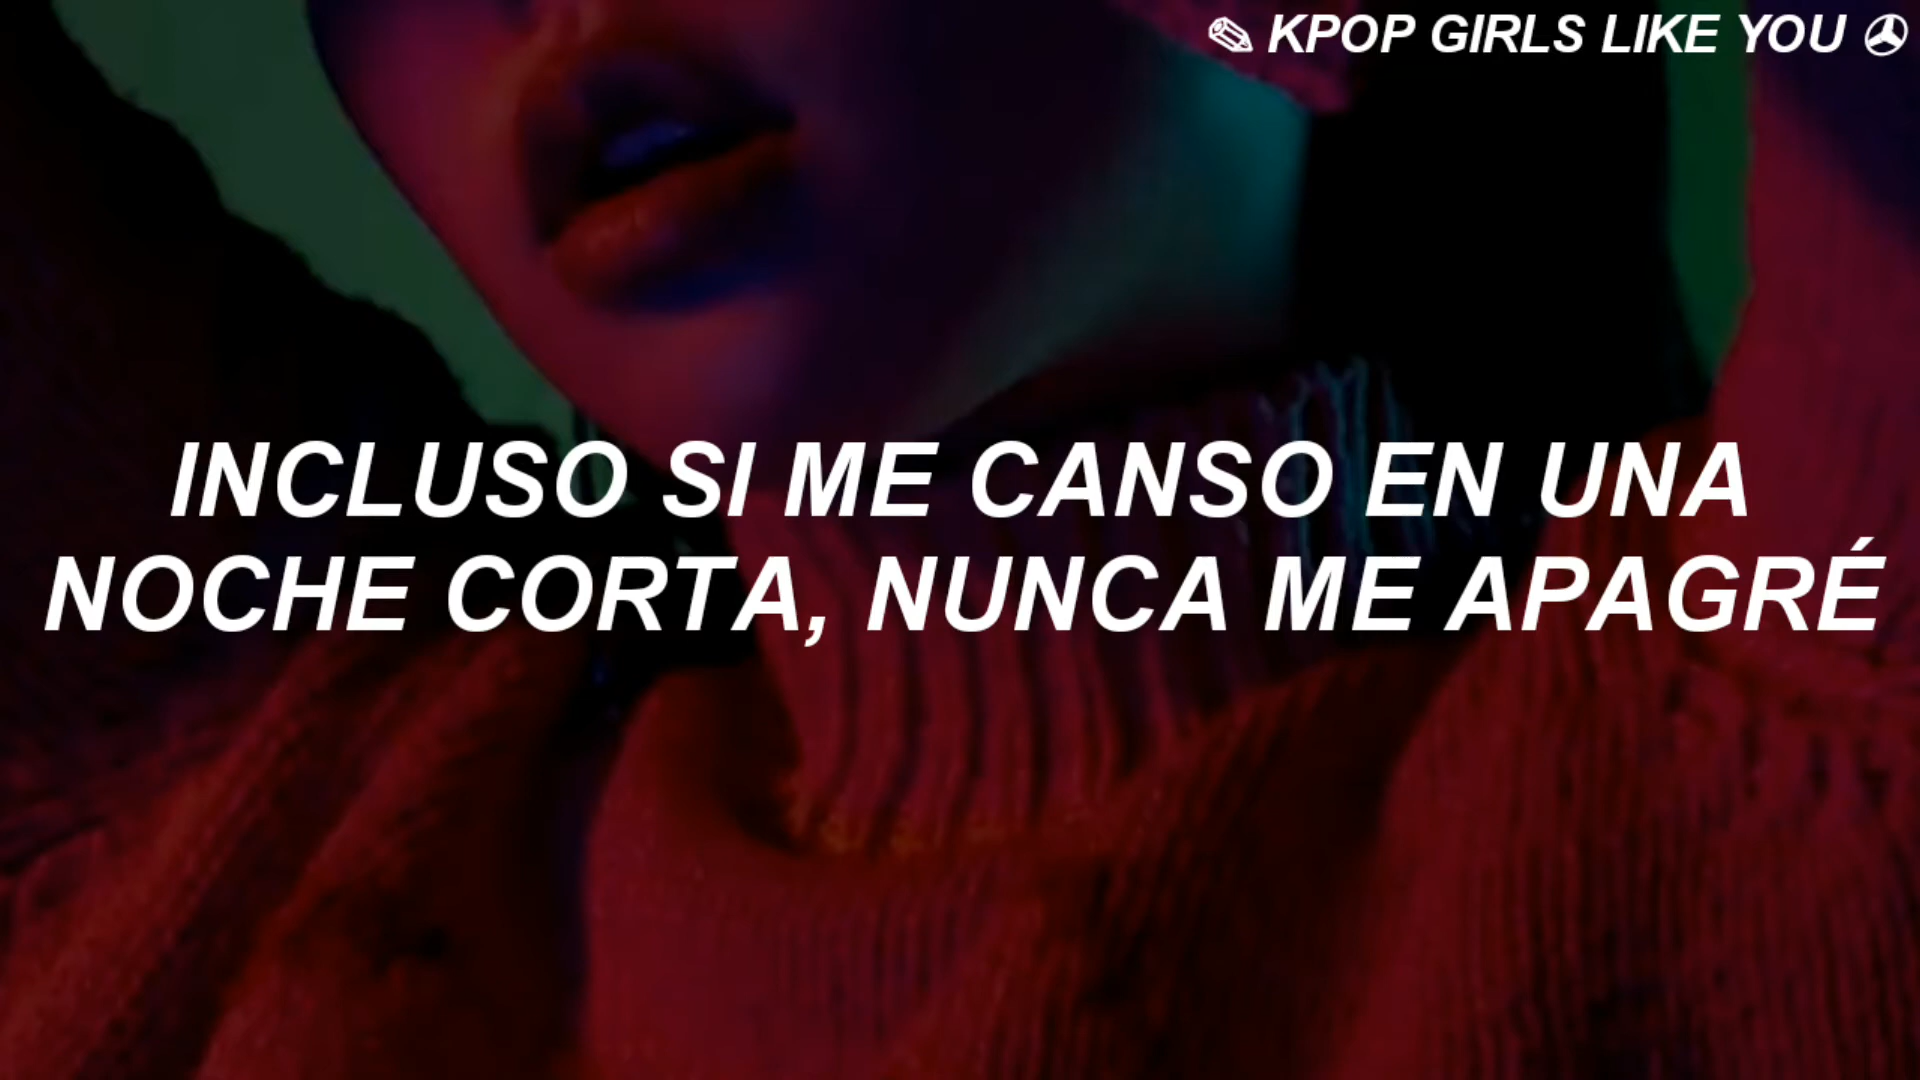 ✎ KPOP GIRLS LIKE YOU ✇
INCLUSO SI ME CANSO EN UNA
NOCHE CORTA, NUNCA ME APAGRÉ